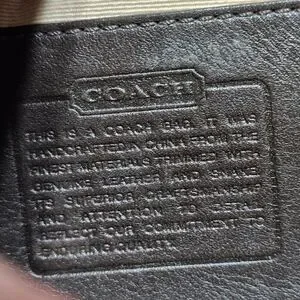 COACH
THIS IS A COACH BAG. IT WAS
HANDCRAFTED IN CHINA FROM THE
FINEST MATERIALS TRIMMED WITH
GENUINE LEATHER AND SNAKE
ITS SUPERIOR CRAFTSMANSHIP
AND ATTENTION TO DETAIL
REFLECT OUR COMMITMENT TO
ENDURING QUALITY.